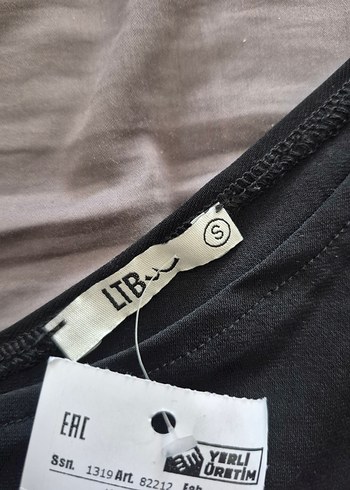 LTB
S
EAC
YERLİ
ÜRETİM
Ssn. 1319 Art. 82212